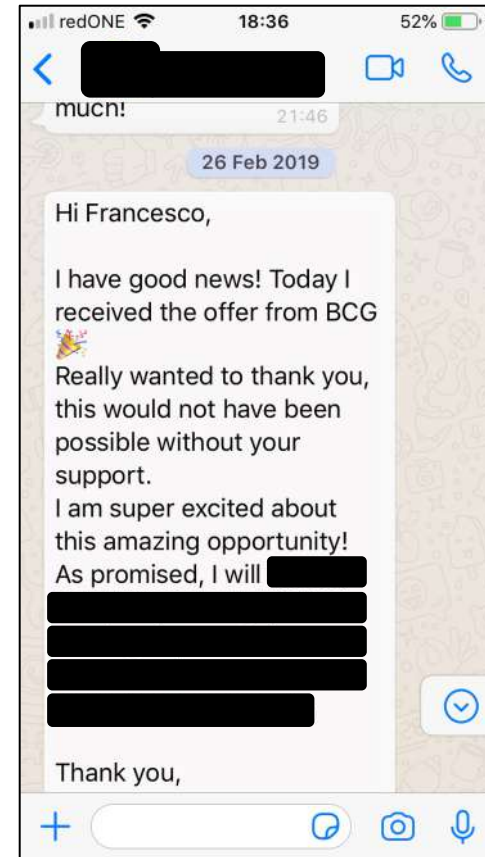 redONE 18:36 52%
much!
21:46
26 Feb 2019
Hi Francesco,
I have good news! Today I
received the offer from BCG
🎉
Really wanted to thank you,
this would not have been
possible without your
support.
I am super excited about
this amazing opportunity!
As promised, I will
Thank you,